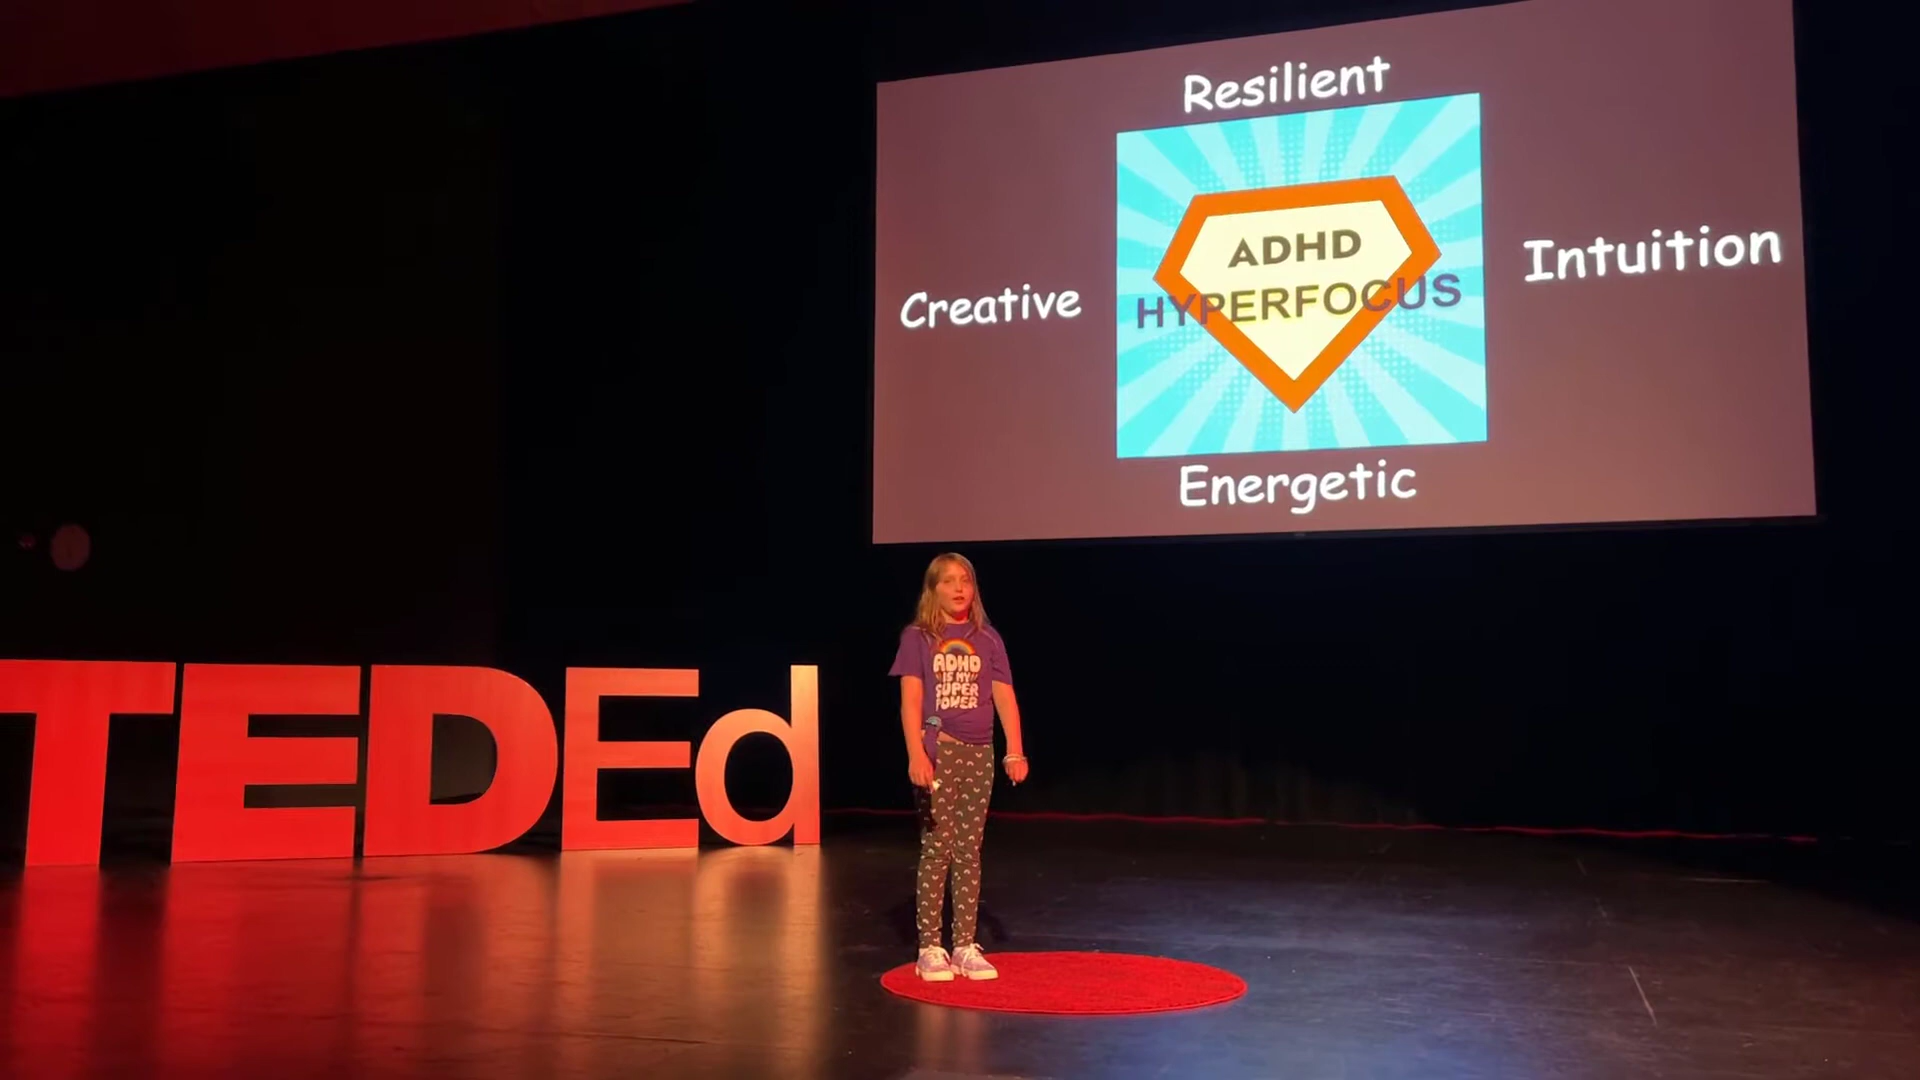 Resilient
ADHD
HYPERFOCUS
Creative
Intuition
Energetic
TEDEd
ADHD
IS MY
SUPER
POWER